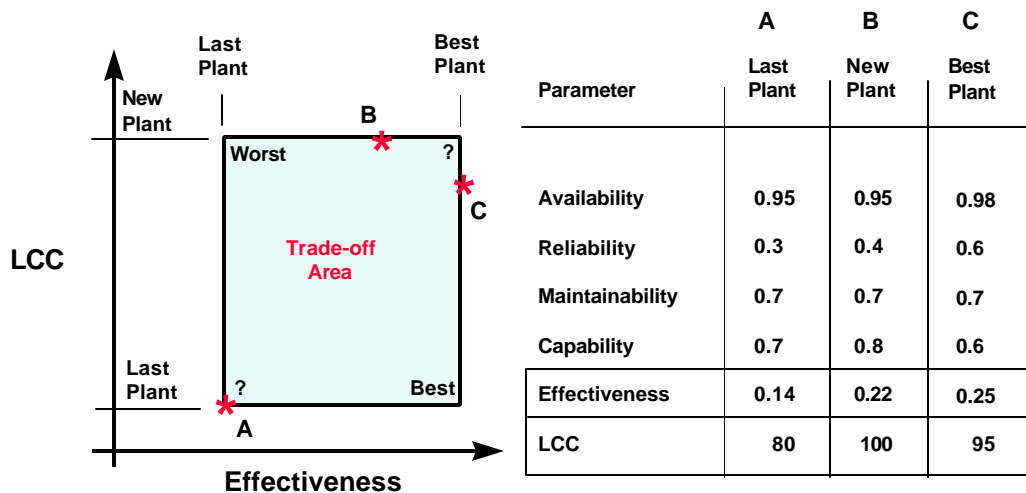 Last
Plant
Best
Plant
New
Plant
B
Worst
?
C
LCC
Trade-off
Area
Last
Plant
?
Best
A
Effectiveness
A B C
Parameter
Last
Plant
New
Plant
Best
Plant
Availability 0.95 0.95 0.98
Reliability 0.3 0.4 0.6
Maintainability 0.7 0.7 0.7
Capability 0.7 0.8 0.6
Effectiveness 0.14 0.22 0.25
LCC 80 100 95